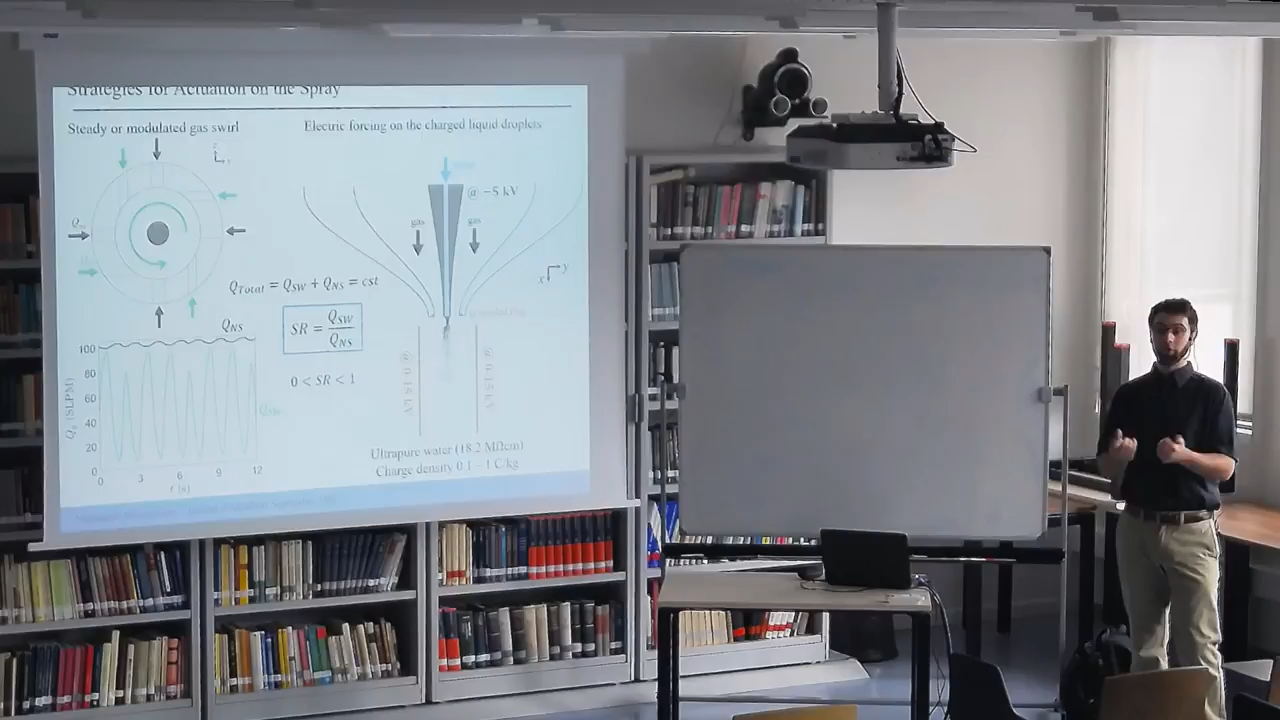 Strategies for Actuation on the Spray
Steady or modulated gas swirl
Electric forcing on the charged liquid droplets
z
@ −5 kV
gas
gas
x
y
Q_Total = Q_SW + Q_NS = cst
SR = Q_SW / Q_NS
0 < SR < 1
Q_NS
100
80
60
40
20
0
0
3
6
9
12
t (s)
Ultrapure water (18.2 MΩcm)
Charge density 0.1 − 1 C/kg